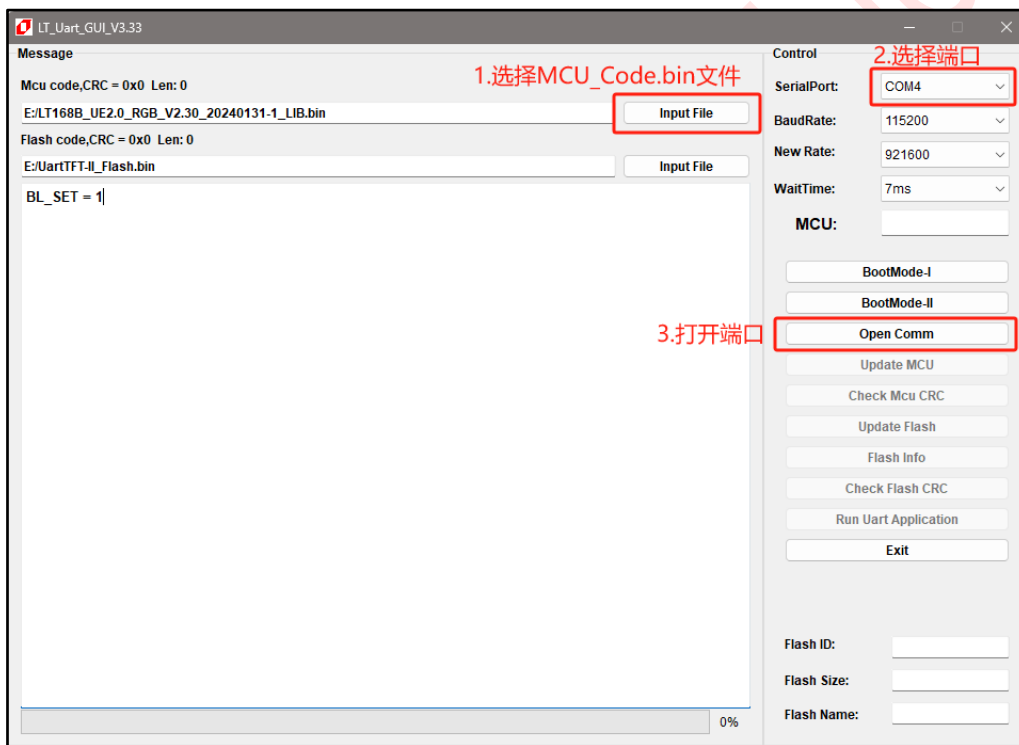 LT_Uart_GUI_V3.33
Message
1.选择MCU_Code.bin文件
Mcu code,CRC = 0x0 Len: 0
E:/LT168B_UE2.0_RGB_V2.30_20240131-1_LIB.bin
Input File
Flash code,CRC = 0x0 Len: 0
E:/UartTFT-II_Flash.bin
Input File
BL_SET = 1
0%
Control
2.选择端口
SerialPort: COM4
BaudRate: 115200
New Rate: 921600
WaitTime: 7ms
MCU:
BootMode-I
BootMode-II
3.打开端口
Open Comm
Update MCU
Check Mcu CRC
Update Flash
Flash Info
Check Flash CRC
Run Uart Application
Exit
Flash ID:
Flash Size:
Flash Name: